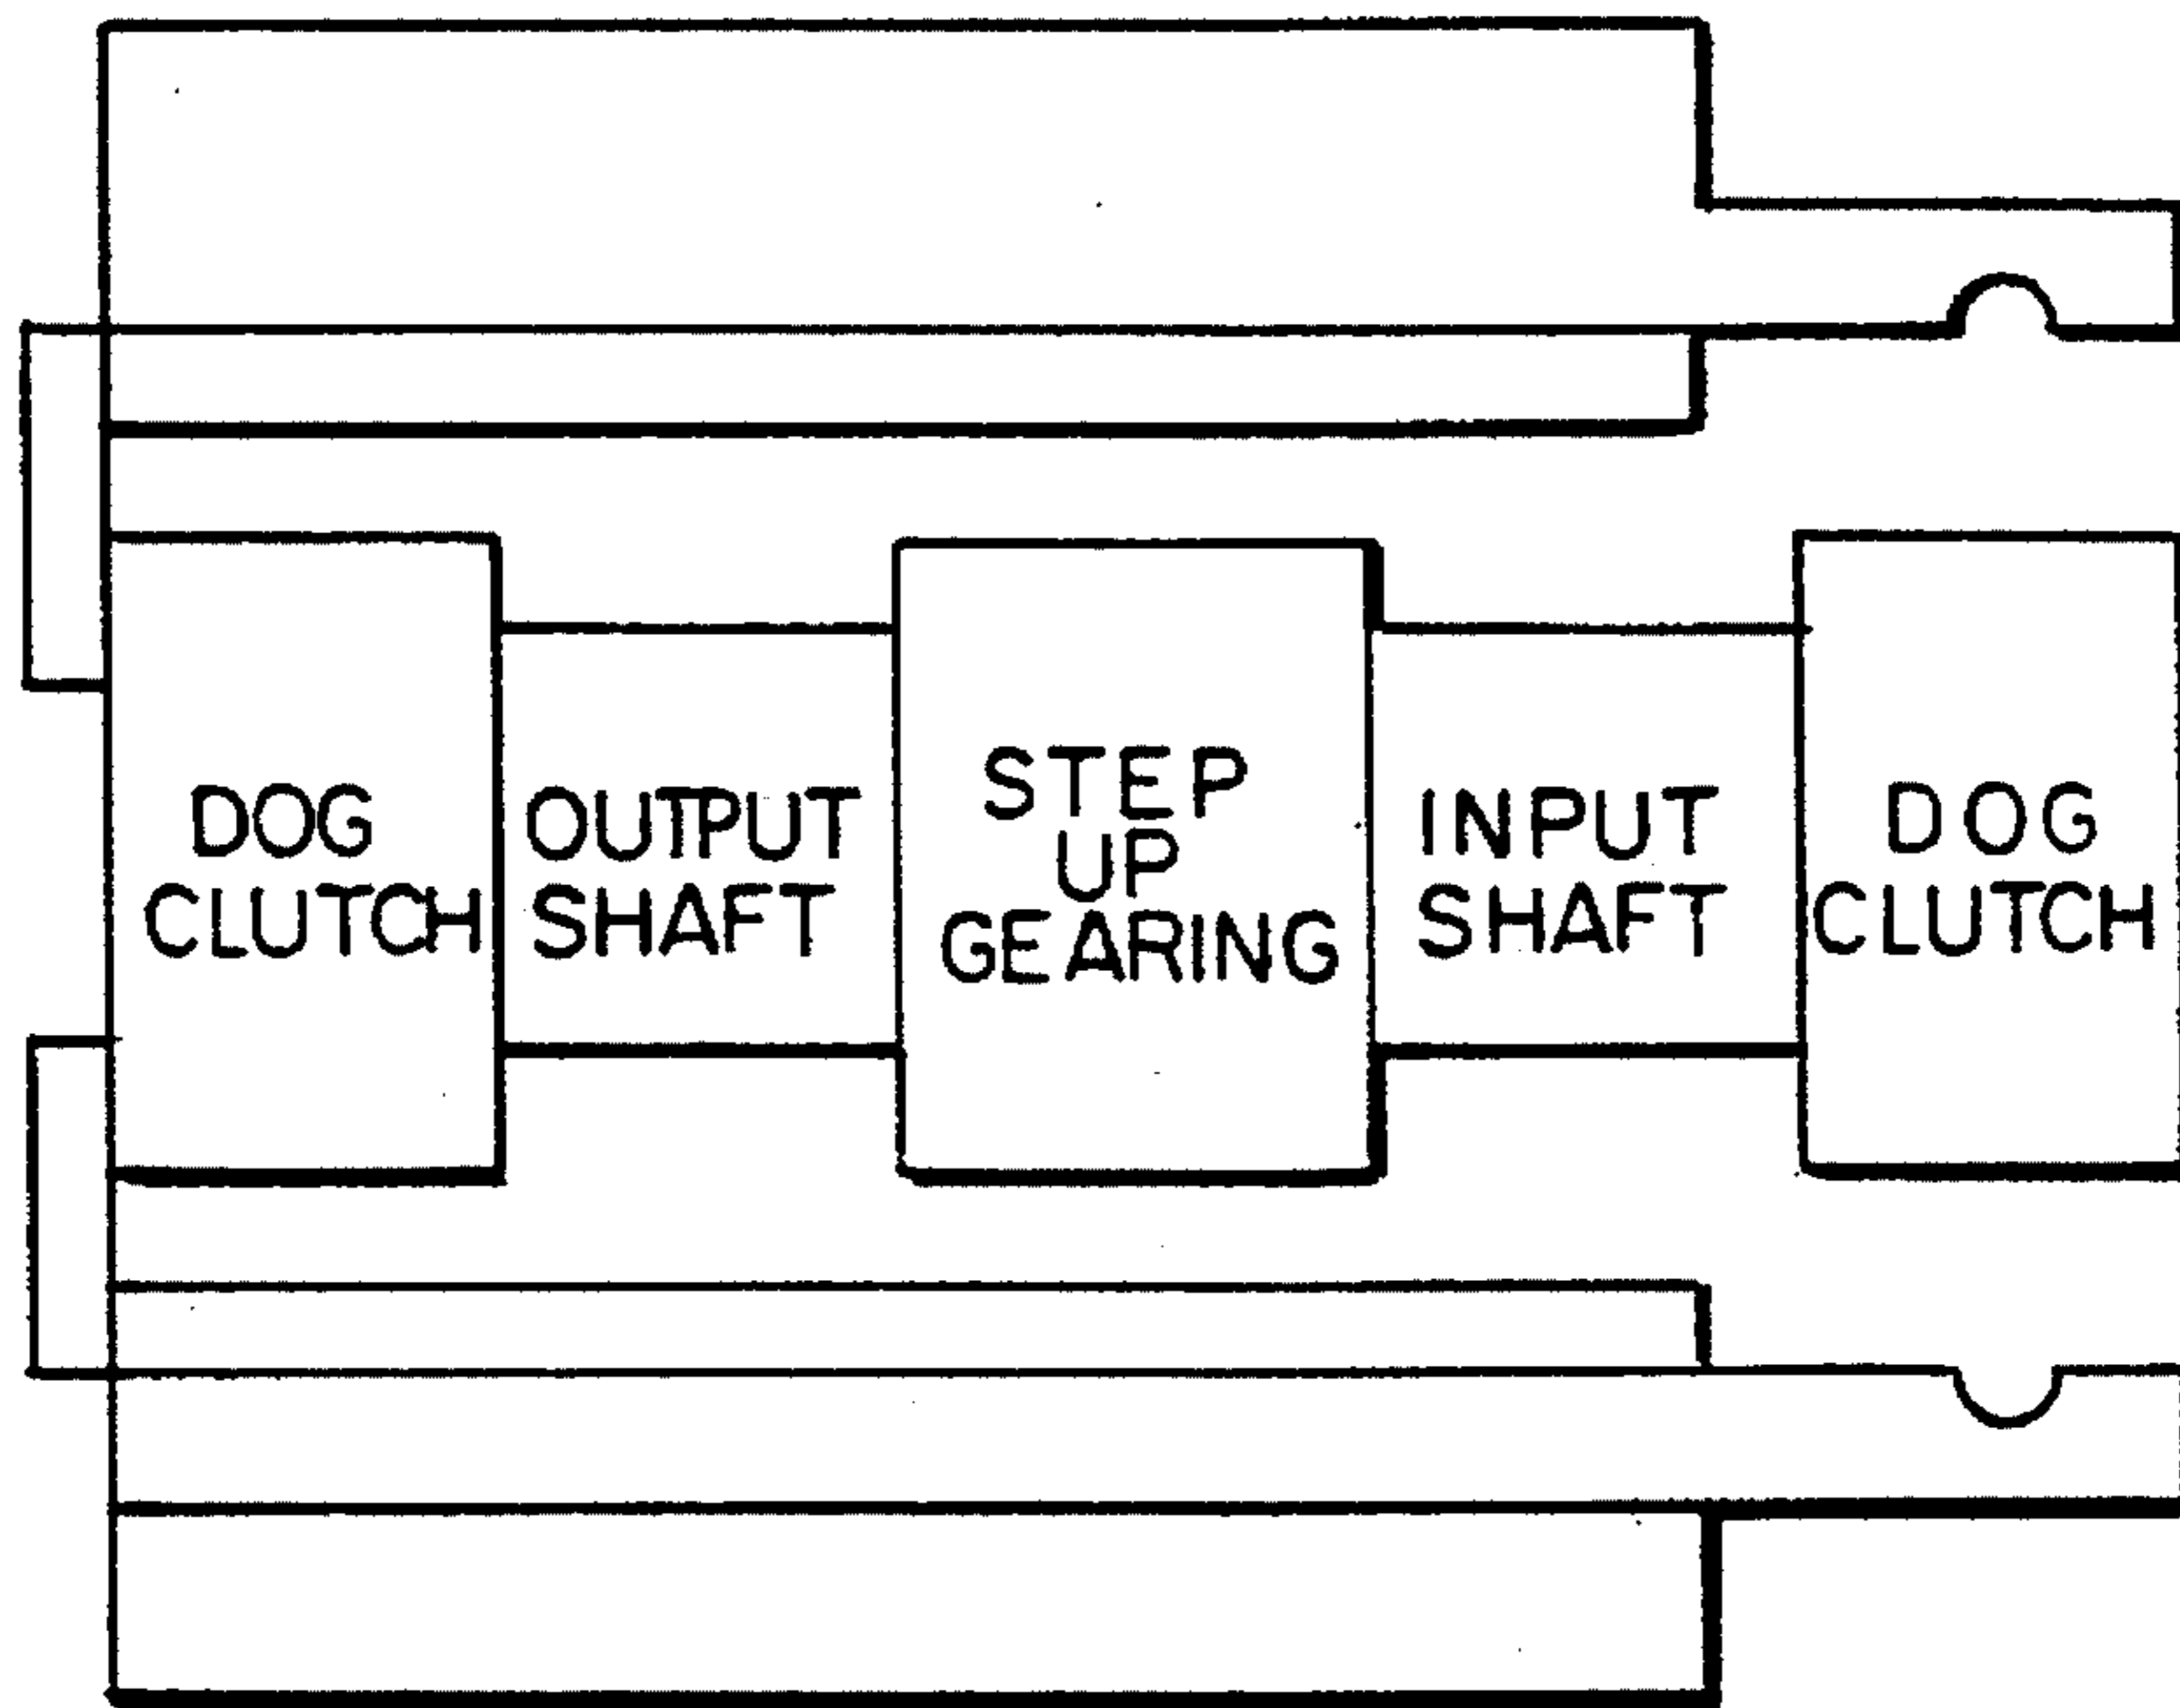 DOG
CLUTCH
OUTPUT
SHAFT
STEP
UP
GEARING
INPUT
SHAFT
DOG
CLUTCH